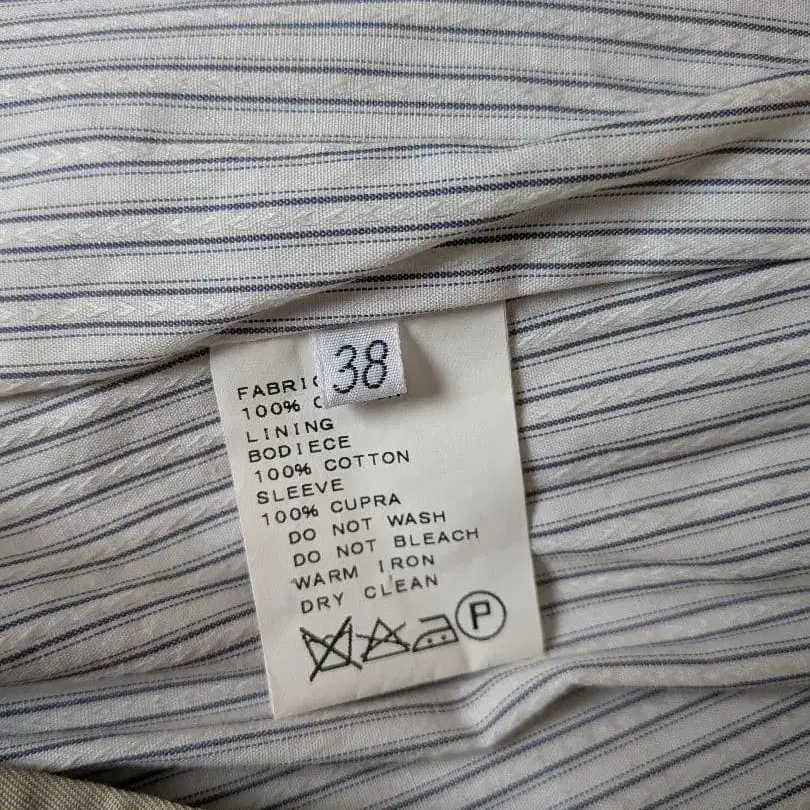 38
FABRIC
100%
LINING
BODIECE
100% COTTON
SLEEVE
100% CUPRA
DO NOT WASH
DO NOT BLEACH
WARM IRON
DRY CLEAN
P